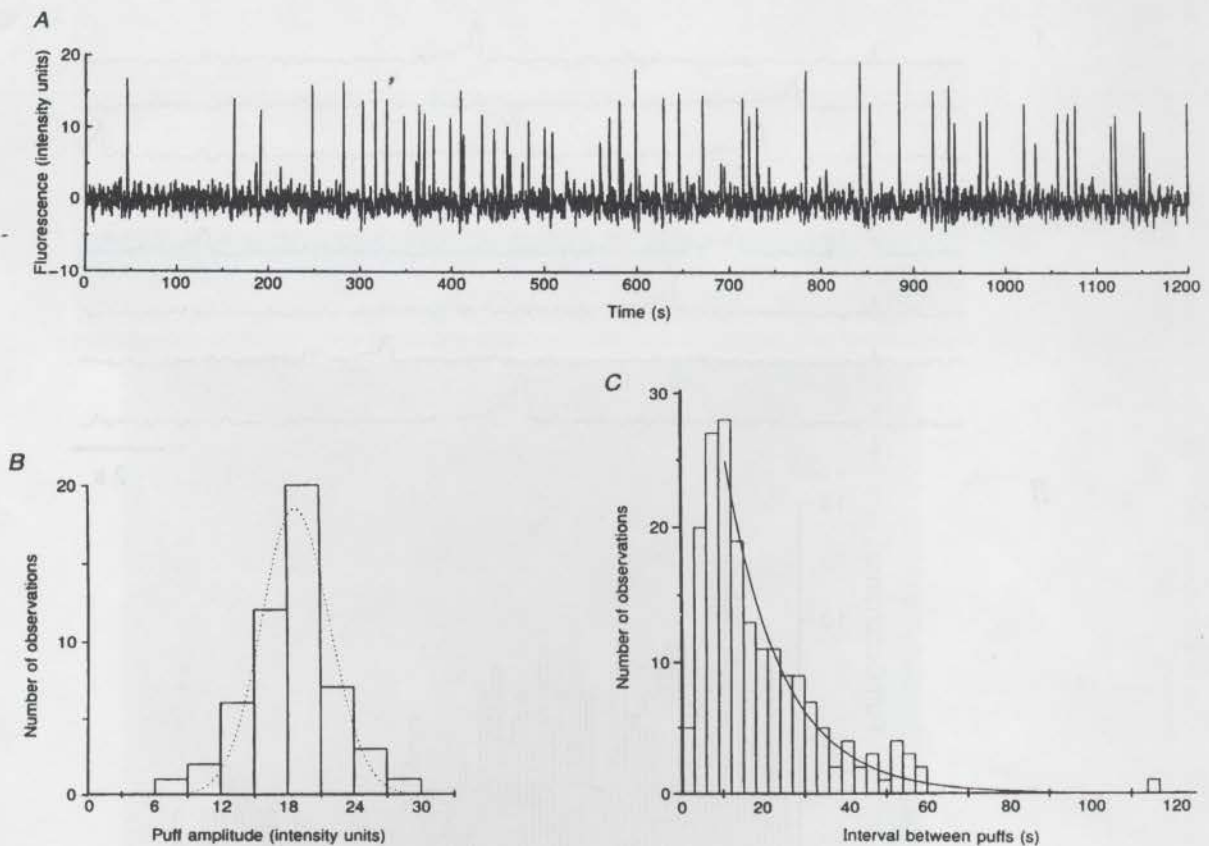 A
Fluorescence (intensity units)
20
10
0
−10
0 100 200 300 400 500 600 700 800 900 1000 1100 1200
Time (s)
B
Number of observations
20
10
0
0 6 12 18 24 30
Puff amplitude (intensity units)
C
Number of observations
30
20
10
0
0 20 40 60 80 100 120
Interval between puffs (s)